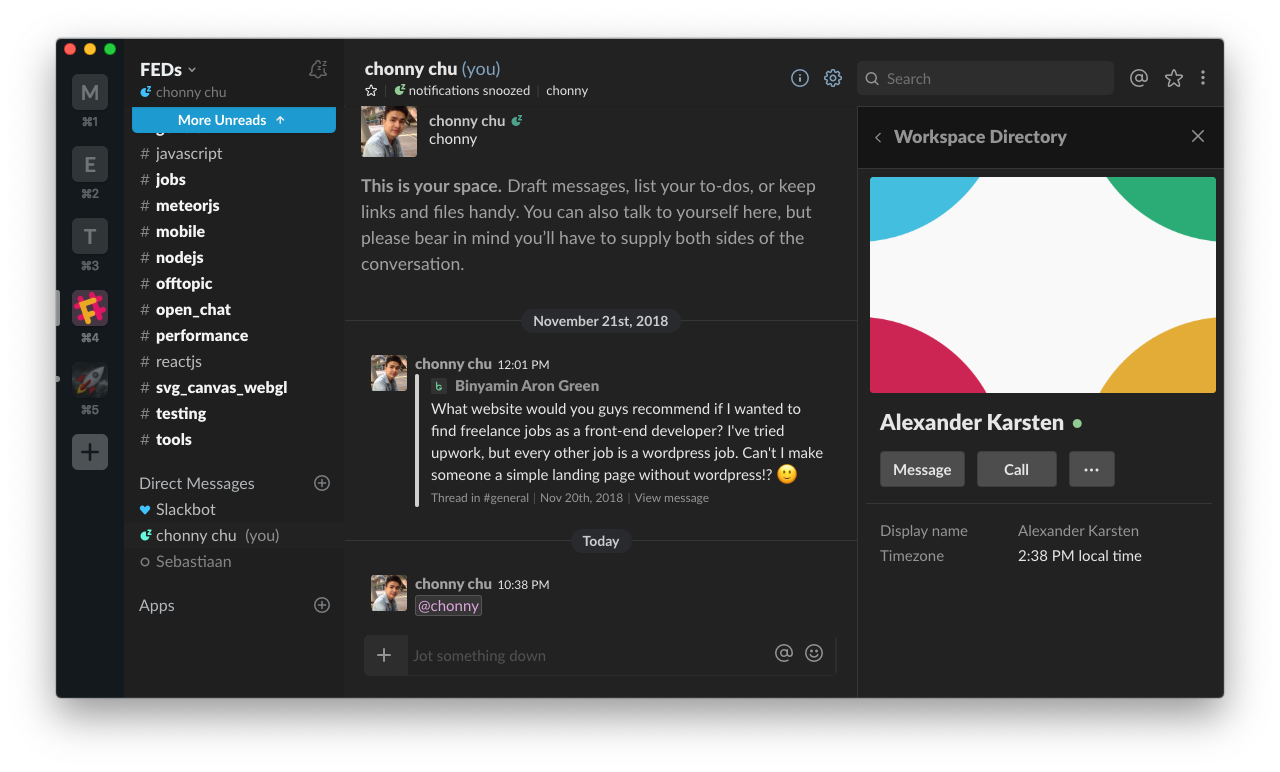 M
⌘1
E
⌘2
T
⌘3
⌘4
⌘5
FEDs
chonny chu
More Unreads ↑
# javascript
# jobs
# meteorjs
# mobile
# nodejs
# offtopic
# open_chat
# performance
# reactjs
# svg_canvas_webgl
# testing
# tools
Direct Messages
Slackbot
chonny chu (you)
Sebastiaan
Apps
chonny chu (you)
notifications snoozed | chonny
chonny chu
chonny
This is your space. Draft messages, list your to-dos, or keep
links and files handy. You can also talk to yourself here, but
please bear in mind you’ll have to supply both sides of the
conversation.
November 21st, 2018
chonny chu 12:01 PM
Binyamin Aron Green
What website would you guys recommend if I wanted to
find freelance jobs as a front-end developer? I've tried
upwork, but every other job is a wordpress job. Can't I make
someone a simple landing page without wordpress!? 🙂
Thread in #general | Nov 20th, 2018 | View message
Today
chonny chu 10:38 PM
@chonny
Jot something down
Search
Workspace Directory
Alexander Karsten
Message
Call
Display name Alexander Karsten
Timezone 2:38 PM local time